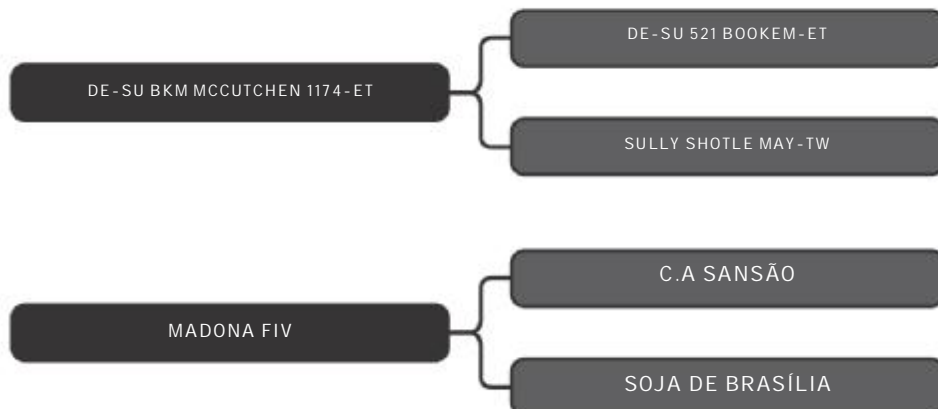 DE-SU 521 BOOKEM-ET
DE-SU BKM MCCUTCHEN 1174-ET
SULLY SHOTLE MAY-TW
C.A SANSÃO
MADONA FIV
SOJA DE BRASÍLIA